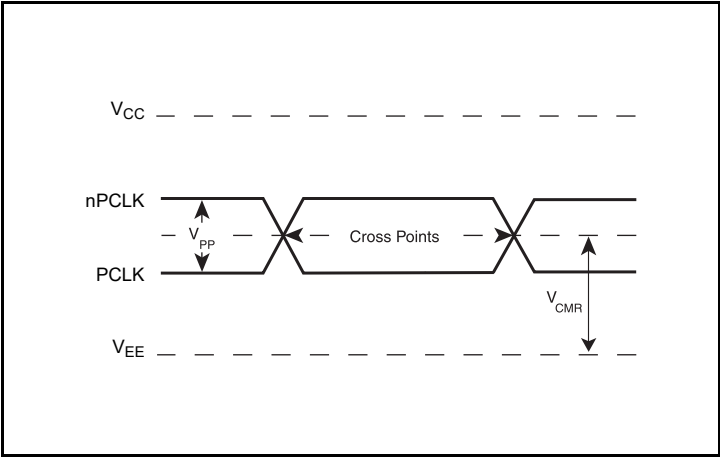 VCC
nPCLK
VPP
Cross Points
PCLK
VCMR
VEE